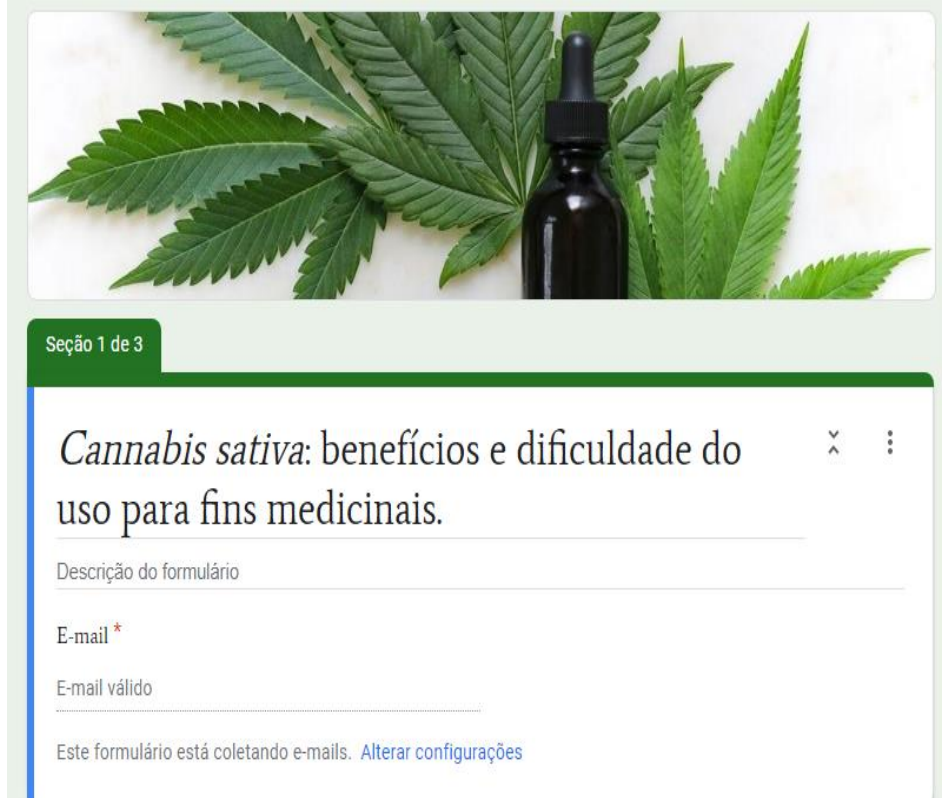 Seção 1 de 3
Cannabis sativa: benefícios e dificuldade do
uso para fins medicinais.
Descrição do formulário
E-mail *
E-mail válido
Este formulário está coletando e-mails. Alterar configurações